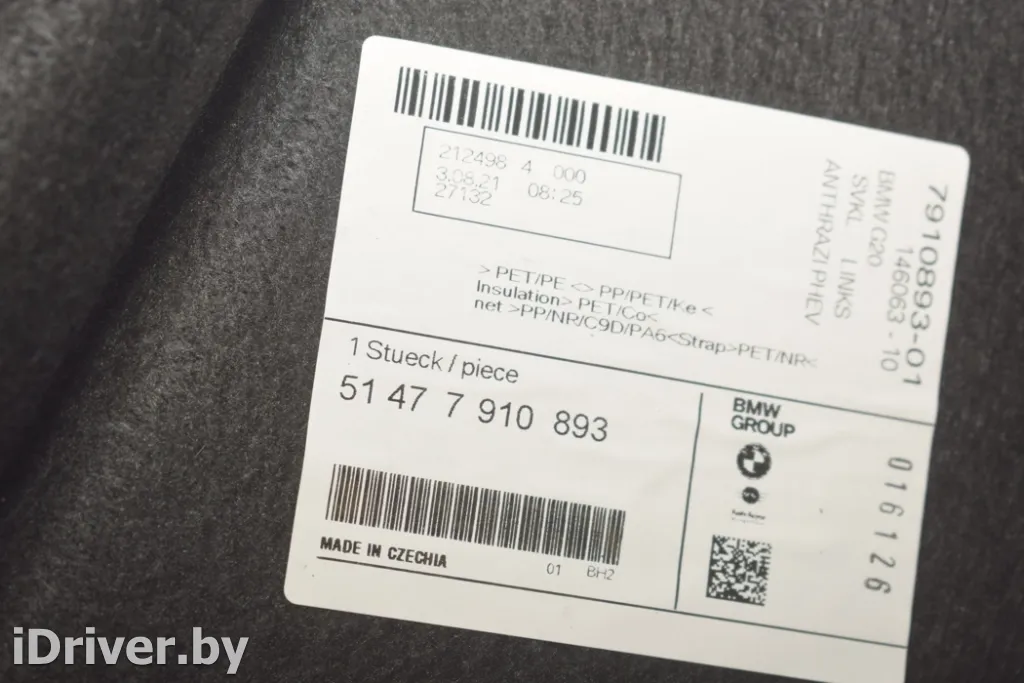 212498 4 000
3.08.21 08:25
27132
> PET/PE <> PP/PET/Ke <
Insulation> PET/Co<
net >PP/NR/C9D/PA6<Strap>PET/NR<
7910893-01
146063 - 10
BMW G20
SVKL LINKS
ANTHRAZI PHEV
1 Stueck / piece
51 47 7 910 893
MADE IN CZECHIA
01 BH2
BMW
GROUP
016126
iDriver.by